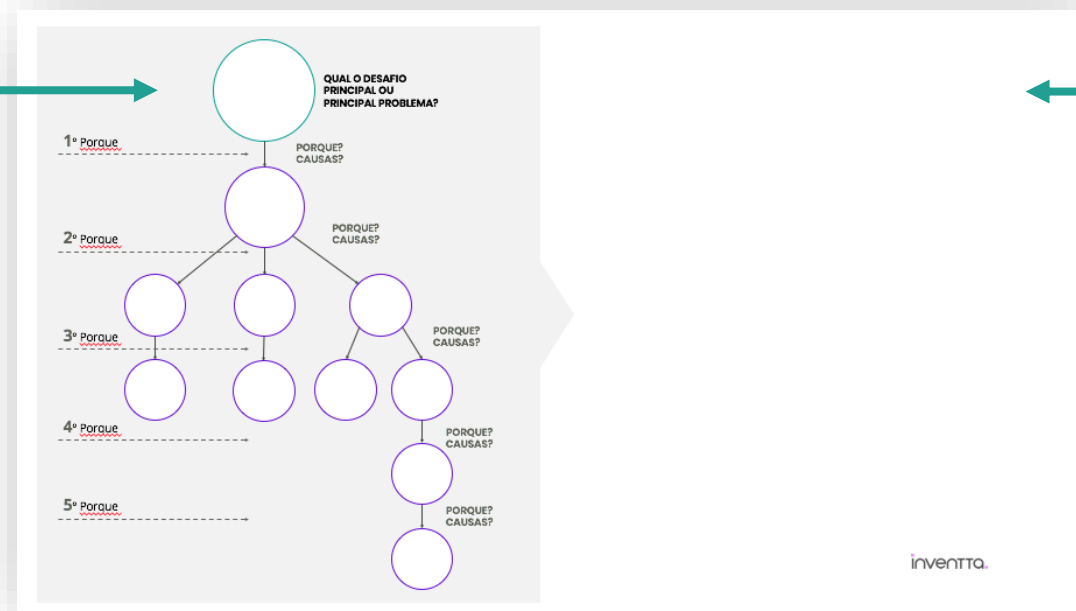 QUAL O DESAFIO
PRINCIPAL OU
PRINCIPAL PROBLEMA?
1º Porque
PORQUE?
CAUSAS?
2º Porque
PORQUE?
CAUSAS?
3º Porque
PORQUE?
CAUSAS?
4º Porque
PORQUE?
CAUSAS?
5º Porque
PORQUE?
CAUSAS?
inventta